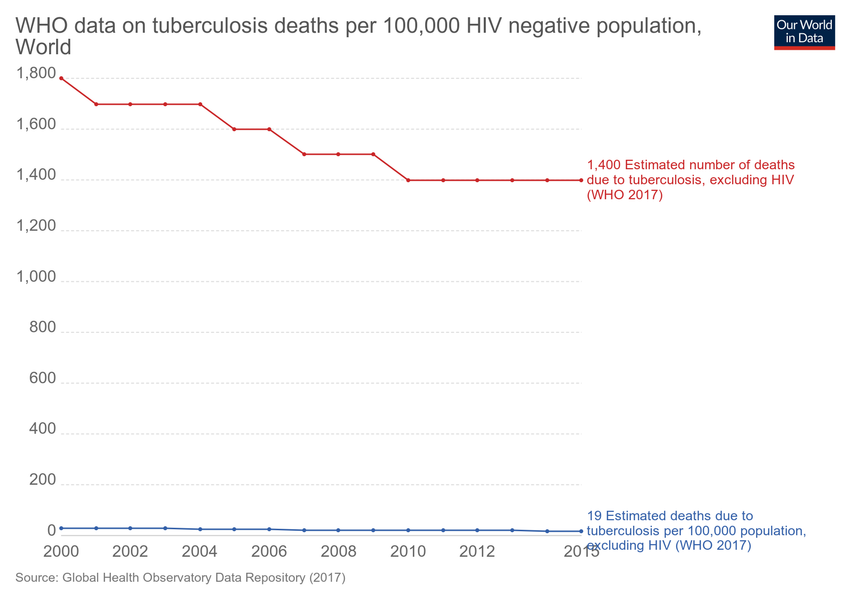 WHO data on tuberculosis deaths per 100,000 HIV negative population,
World
Our World
in Data
1,800
1,600
1,400
1,200
1,000
800
600
400
200
0
1,400 Estimated number of deaths
due to tuberculosis, excluding HIV
(WHO 2017)
19 Estimated deaths due to
tuberculosis per 100,000 population,
excluding HIV (WHO 2017)
2000 2002 2004 2006 2008 2010 2012 2015
Source: Global Health Observatory Data Repository (2017)